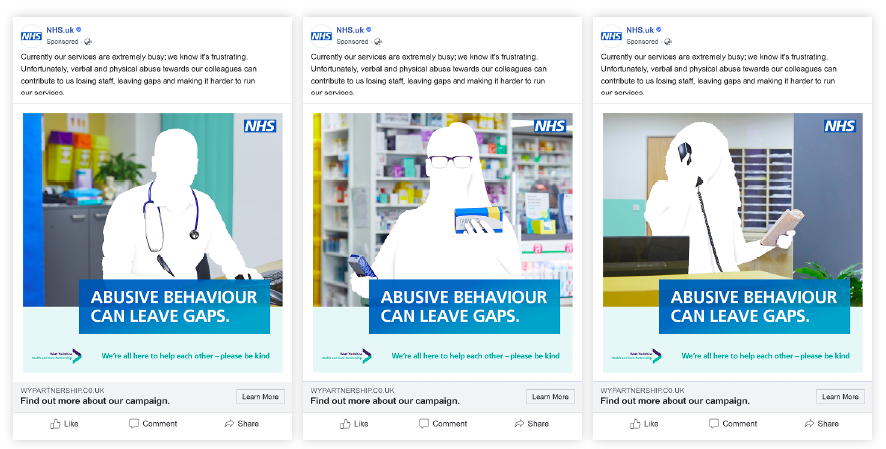 NHS
NHS.uk
Sponsored ·
Currently our services are extremely busy; we know it's frustrating.
Unfortunately, verbal and physical abuse towards our colleagues can
contribute to us losing staff, leaving gaps and making it harder to run
our services.
NHS
ABUSIVE BEHAVIOUR
CAN LEAVE GAPS.
West Yorkshire
Health and Care Partnership
We're all here to help each other – please be kind
WYPARTNERSHIP.CO.UK
Find out more about our campaign.
Learn More
Like Comment Share
NHS
NHS.uk
Sponsored ·
Currently our services are extremely busy; we know it's frustrating.
Unfortunately, verbal and physical abuse towards our colleagues can
contribute to us losing staff, leaving gaps and making it harder to run
our services.
NHS
ABUSIVE BEHAVIOUR
CAN LEAVE GAPS.
West Yorkshire
Health and Care Partnership
We're all here to help each other – please be kind
WYPARTNERSHIP.CO.UK
Find out more about our campaign.
Learn More
Like Comment Share
NHS
NHS.uk
Sponsored ·
Currently our services are extremely busy; we know it's frustrating.
Unfortunately, verbal and physical abuse towards our colleagues can
contribute to us losing staff, leaving gaps and making it harder to run
our services.
NHS
ABUSIVE BEHAVIOUR
CAN LEAVE GAPS.
West Yorkshire
Health and Care Partnership
We're all here to help each other – please be kind
WYPARTNERSHIP.CO.UK
Find out more about our campaign.
Learn More
Like Comment Share